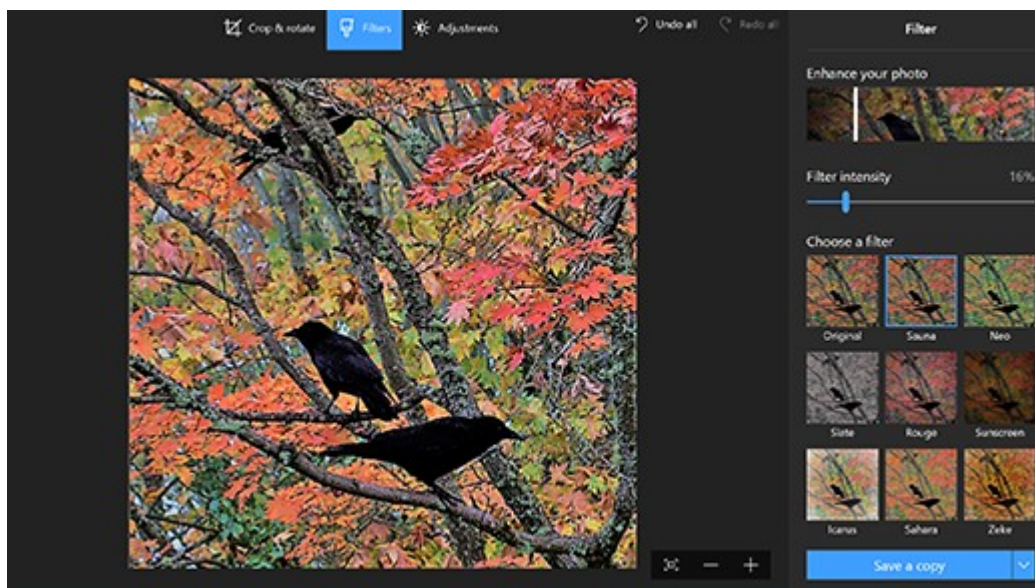 Crop & rotate Filters Adjustments Undo all Redo all
Filter
Enhance your photo
Filter intensity 16%
Choose a filter
Original Sauna Neo
Slate Rouge Sunscreen
Icarus Sahara Zeke
Save a copy